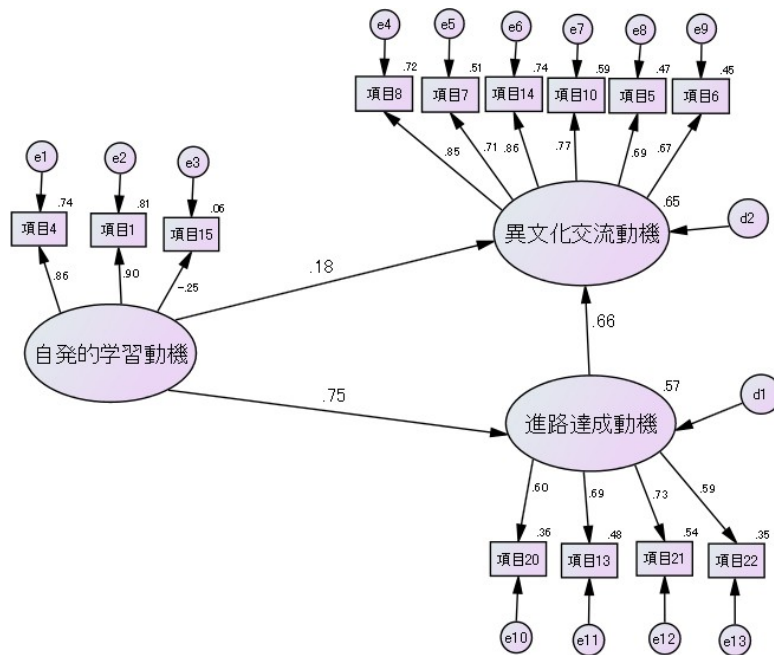 e4 e5 e6 e7 e8 e9
.72 .51 .74 .59 .47 .45
項目8 項目7 項目14 項目10 項目5 項目6
.85 .71 .86 .77 .69 .67
e1 e2 e3
.74 .81 .06
項目4 項目1 項目15
.86 .90 -.25
.65
異文化交流動機
d2
.18
.66
自発的学習動機
.75
.57
d1
進路達成動機
.60 .69 .73 .59
.36 .48 .54 .35
項目20 項目13 項目21 項目22
e10 e11 e12 e13